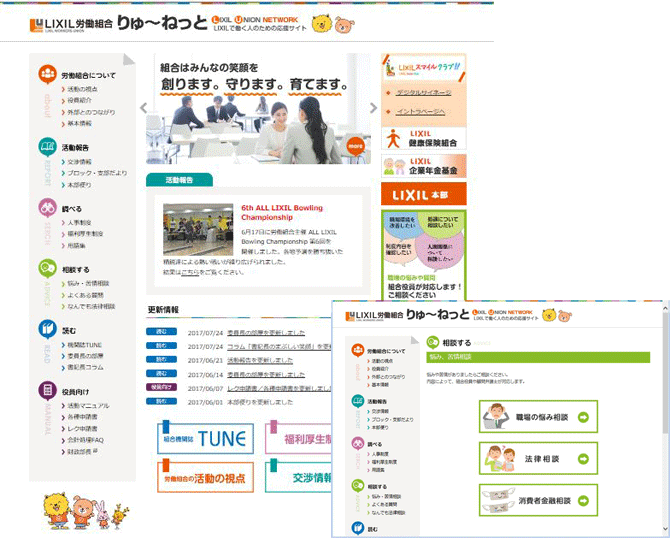 LIXIL労働組合 りゅ～ねっと LIXIL UNION NETWORK
LIXIL WORKERS UNION LIXILで働く人のための応援サイト
労働組合について
about
活動の視点
役員紹介
外部とのつながり
基本情報
活動報告
REPORT
交渉情報
ブロック・支部だより
本部便り
調べる
人事制度
福利厚生制度
用語集
相談する
ADVICE
悩み・苦情相談
よくある質問
なんでも法律相談
読む
READ
機関誌TUNE
委員長の部屋
書記長コラム
役員向け
MANUAL
活動マニュアル
各種申請書
レク申請書
会計処理FAQ
財政部長
組合はみんなの笑顔を
創ります。守ります。育てます。
more
活動報告
6th ALL LIXIL Bowling
Championship
6月17日に労働組合主催 ALL LIXIL
Bowling Championship 第6回を
開催しました。各地予選を勝ち抜いた
精鋭達による熱い戦いが繰り広げられました。
結果はこちらをご覧ください。
更新情報
読む 2017/07/24 委員長の部屋を更新しました
読む 2017/07/24 コラム「書記長のまぶしい笑顔」を更新
読む 2017/06/21 活動報告を更新しました
読む 2017/06/14 委員長の部屋を更新しました
役員向け 2017/06/07 レク申請書／各種申請書を更新しました
読む 2017/06/01 本部便りを更新しました
組合機関誌 TUNE
福利厚生制
労働組合の活動の視点
交渉情報
LIXILスマイルクラブ!!
デジタルサイネージ
イントラページへ
LIXIL
健康保険組合
LIXIL
企業年金基金
LIXIL 本部
職場環境を
改善したい
処遇について
相談したい
制度内容を
確認したい
人間関係に
ついて
相談したい
職場の悩みや疑問
組合役員が対応します！
ご相談ください
LIXIL労働組合 りゅ～ねっと LIXIL UNION NETWORK
LIXIL WORKERS UNION LIXILで働く人のための応援サイト
労働組合について
活動の視点
役員紹介
外部とのつながり
基本情報
活動報告
交渉情報
ブロック・支部だより
本部便り
調べる
人事制度
福利厚生制度
用語集
相談する
悩み・苦情相談
よくある質問
なんでも法律相談
読む
相談する
悩み、苦情相談
悩みや苦情がありましたらご相談ください。
内容によって、組合役員や顧問弁護士が対応します。
職場の悩み相談
法律相談
消費者金融相談